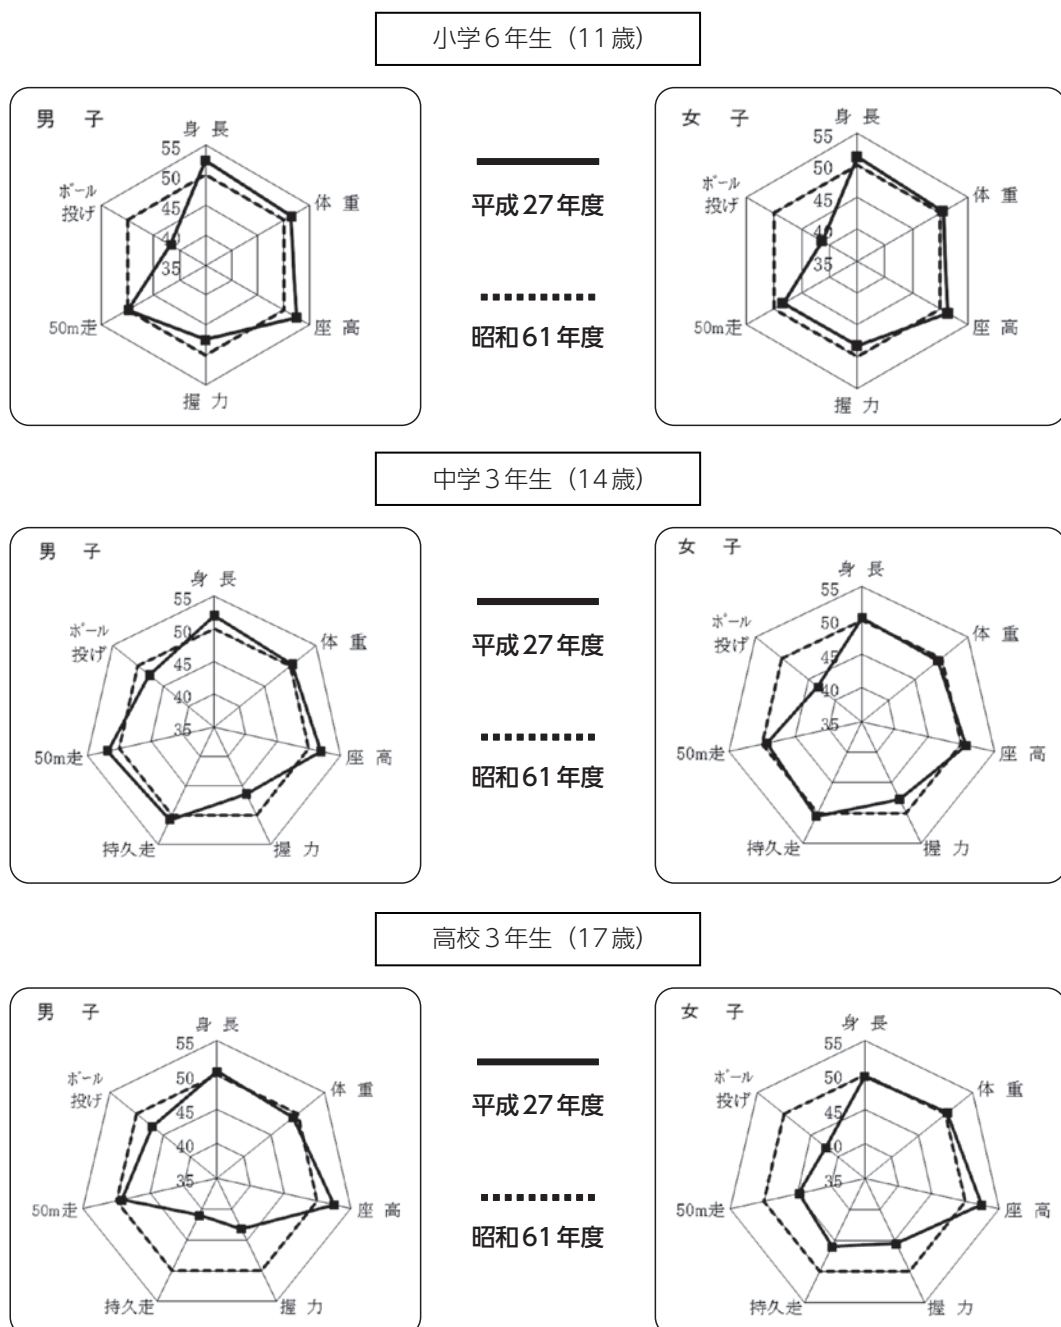 小学6年生（11歳）
男 子
身 長
体 重
座 高
握 力
50m走
ボール
投げ
55
50
45
40
35
平成27年度
昭和61年度
女 子
身 長
体 重
座 高
握 力
50m走
ボール
投げ
55
50
45
40
35
中学3年生（14歳）
男 子
身 長
体 重
座 高
握 力
持久走
50m走
ボール
投げ
55
50
45
40
35
平成27年度
昭和61年度
女 子
身 長
体 重
座 高
握 力
持久走
50m走
ボール
投げ
55
50
45
40
35
高校3年生（17歳）
男 子
身 長
体 重
座 高
握 力
持久走
50m走
ボール
投げ
55
50
45
40
35
平成27年度
昭和61年度
女 子
身 長
体 重
座 高
握 力
持久走
50m走
ボール
投げ
55
50
45
40
35